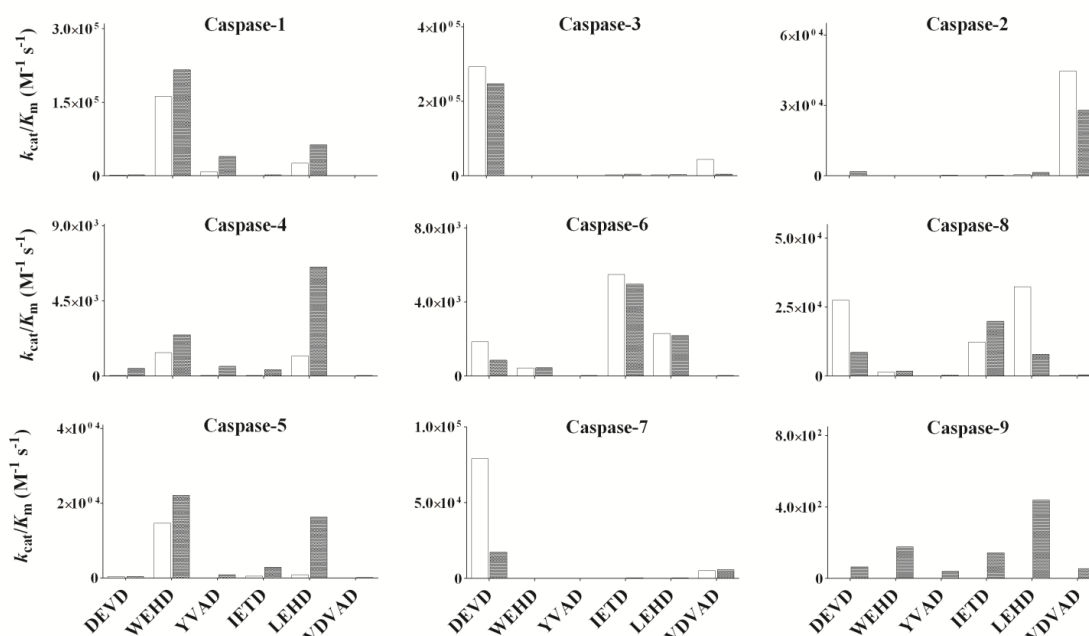 Caspase-1
Caspase-3
Caspase-2
kcat/Km (M⁻¹ s⁻¹)
3.0×10⁵
1.5×10⁵
0
4×10⁰⁵
2×10⁰⁵
0
6×10⁰⁴
3×10⁰⁴
0
Caspase-4
Caspase-6
Caspase-8
kcat/Km (M⁻¹ s⁻¹)
9.0×10³
4.5×10³
0
8.0×10³
4.0×10³
0
5.0×10⁴
2.5×10⁴
0
Caspase-5
Caspase-7
Caspase-9
kcat/Km (M⁻¹ s⁻¹)
4×10⁰⁴
2×10⁰⁴
0
1.0×10⁵
5.0×10⁴
0
8.0×10²
4.0×10²
0
DEVD WEHD YVAD IETD LEHD VDVAD
DEVD WEHD YVAD IETD LEHD VDVAD
DEVD WEHD YVAD IETD LEHD VDVAD